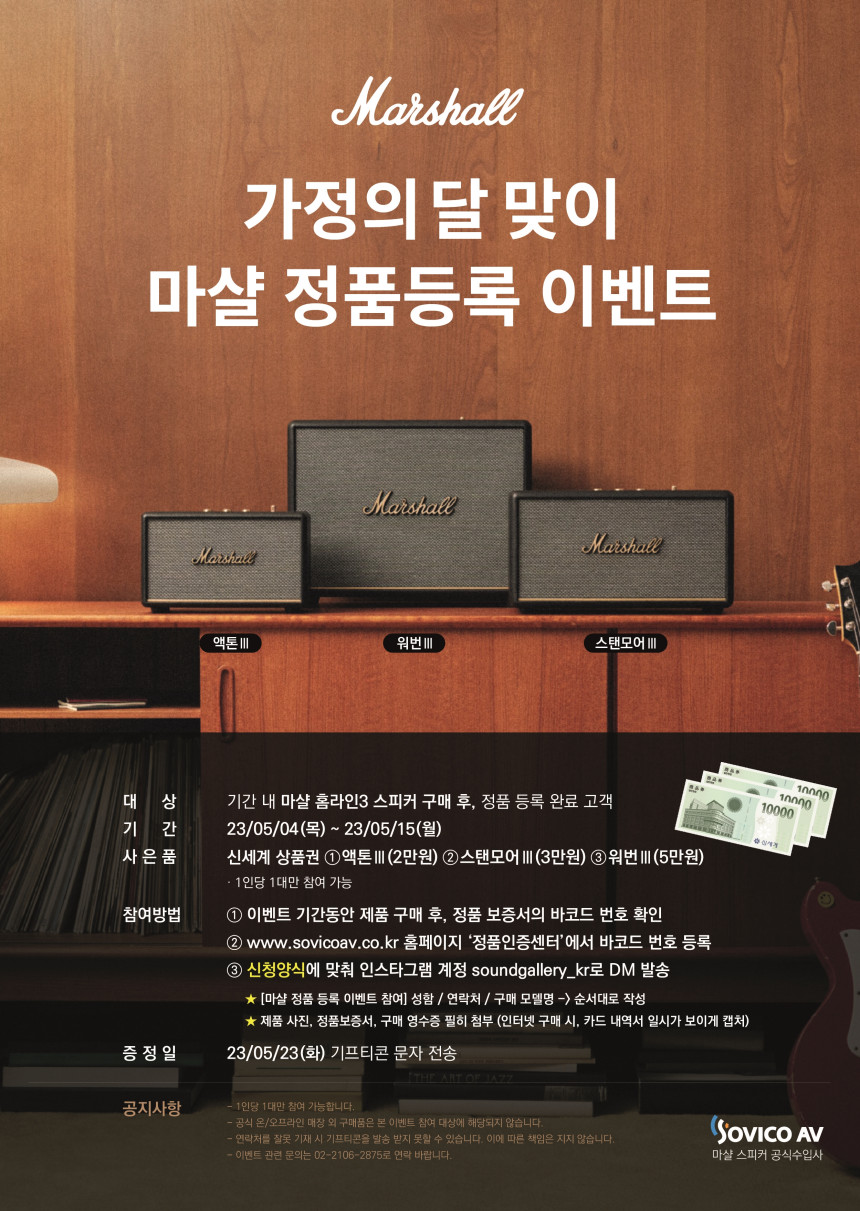 Marshall
가정의 달 맞이
마샬 정품등록 이벤트
Marshall
Marshall
Marshall
액톤Ⅲ
워번Ⅲ
스탠모어Ⅲ
대 상 기간 내 마샬 홈라인3 스피커 구매 후, 정품 등록 완료 고객
기 간 23/05/04(목) ~ 23/05/15(월)
사 은 품 신세계 상품권 ①액톤Ⅲ(2만원) ②스탠모어Ⅲ(3만원) ③워번Ⅲ(5만원)
· 1인당 1대만 참여 가능
10000
10000
10000
신세계
참여방법 ① 이벤트 기간동안 제품 구매 후, 정품 보증서의 바코드 번호 확인
② www.sovicoav.co.kr 홈페이지 ‘정품인증센터’에서 바코드 번호 등록
③ 신청양식에 맞춰 인스타그램 계정 soundgallery_kr로 DM 발송
★ [마샬 정품 등록 이벤트 참여] 성함 / 연락처 / 구매 모델명 -> 순서대로 작성
★ 제품 사진, 정품보증서, 구매 영수증 필히 첨부 (인터넷 구매 시, 카드 내역서 일시가 보이게 캡처)
증 정 일 23/05/23(화) 기프티콘 문자 전송
THE ART OF JAZZ
공지사항 - 1인당 1대만 참여 가능합니다.
- 공식 온/오프라인 매장 외 구매품은 본 이벤트 참여 대상에 해당되지 않습니다.
- 연락처를 잘못 기재 시 기프티콘을 발송 받지 못할 수 있습니다. 이에 따른 책임은 지지 않습니다.
- 이벤트 관련 문의는 02-2106-2875로 연락 바랍니다.
SOVICO AV
마샬 스피커 공식수입사